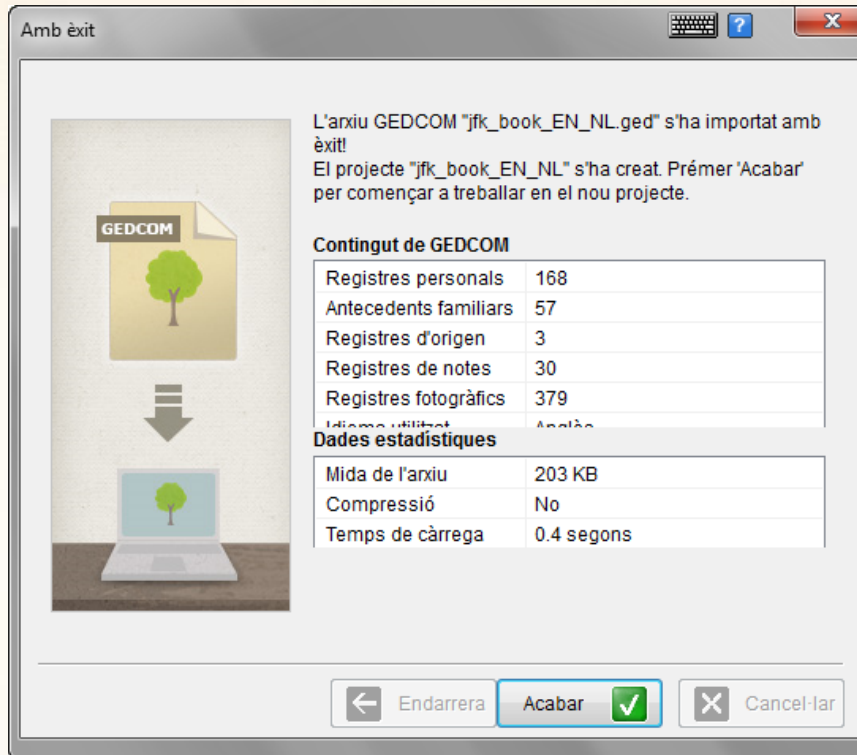 Amb èxit
L'arxiu GEDCOM "jfk_book_EN_NL.ged" s'ha importat amb
èxit!
El projecte "jfk_book_EN_NL" s'ha creat. Prémer 'Acabar'
per començar a treballar en el nou projecte.
GEDCOM
Contingut de GEDCOM
Registres personals 168
Antecedents familiars 57
Registres d'origen 3
Registres de notes 30
Registres fotogràfics 379
Idioma utilitzat Anglès
Dades estadístiques
Mida de l'arxiu 203 KB
Compressió No
Temps de càrrega 0.4 segons
Endarrera
Acabar
Cancel·lar